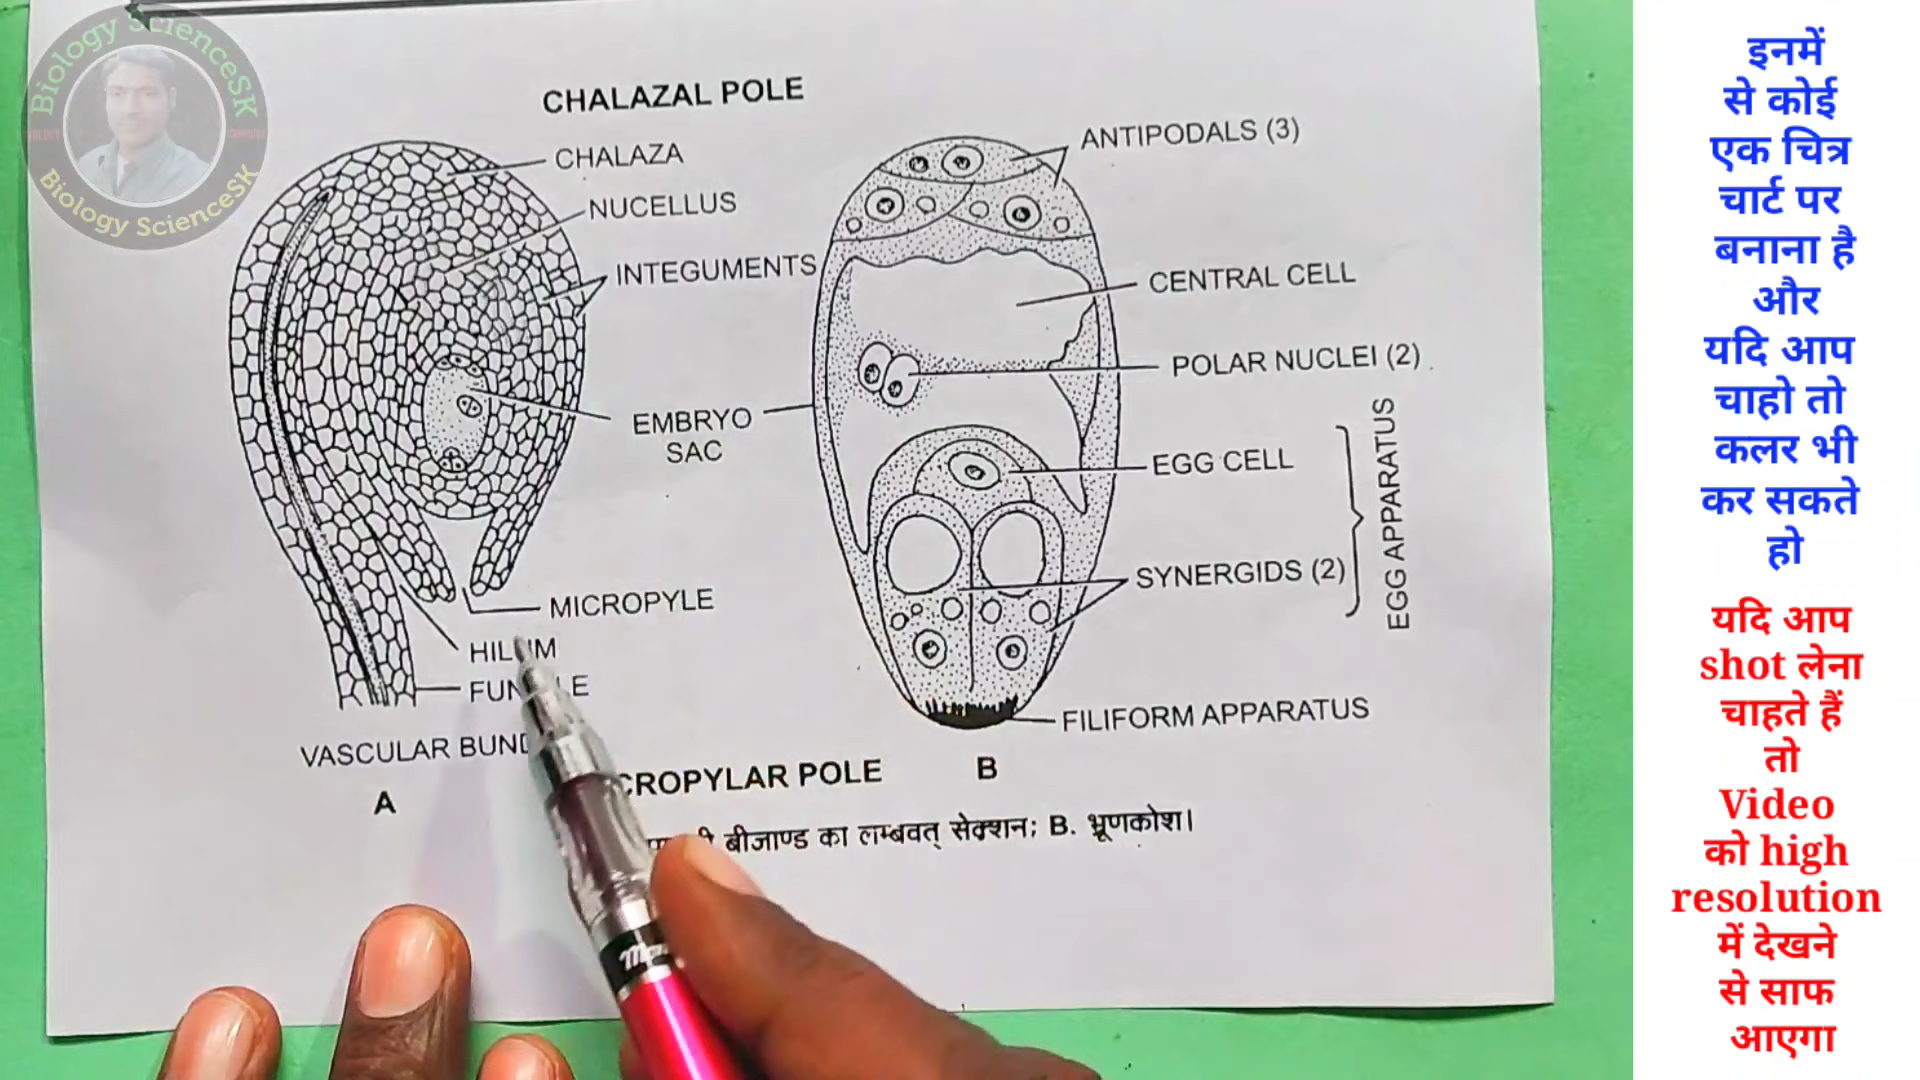 Biology ScienceSK
Biology ScienceSK
CHALAZAL POLE
CHALAZA
NUCELLUS
INTEGUMENTS
EMBRYO
SAC
MICROPYLE
HILUM
VASCULAR
A
ANTIPODALS (3)
CENTRAL CELL
POLAR NUCLEI (2)
EGG CELL
SYNERGIDS (2)
EGG APPARATUS
FILIFORM APPARATUS
POLE
B
बीजाण्ड का लम्बवत् सेक्शन; B. भ्रूणकोश।
इनमें
से कोई
एक चित्र
चार्ट पर
बनाना है
और
यदि आप
चाहो तो
कलर भी
कर सकते
हो
यदि आप
shot लेना
चाहते हैं
तो
Video
को high
resolution
में देखने
से साफ
आएगा